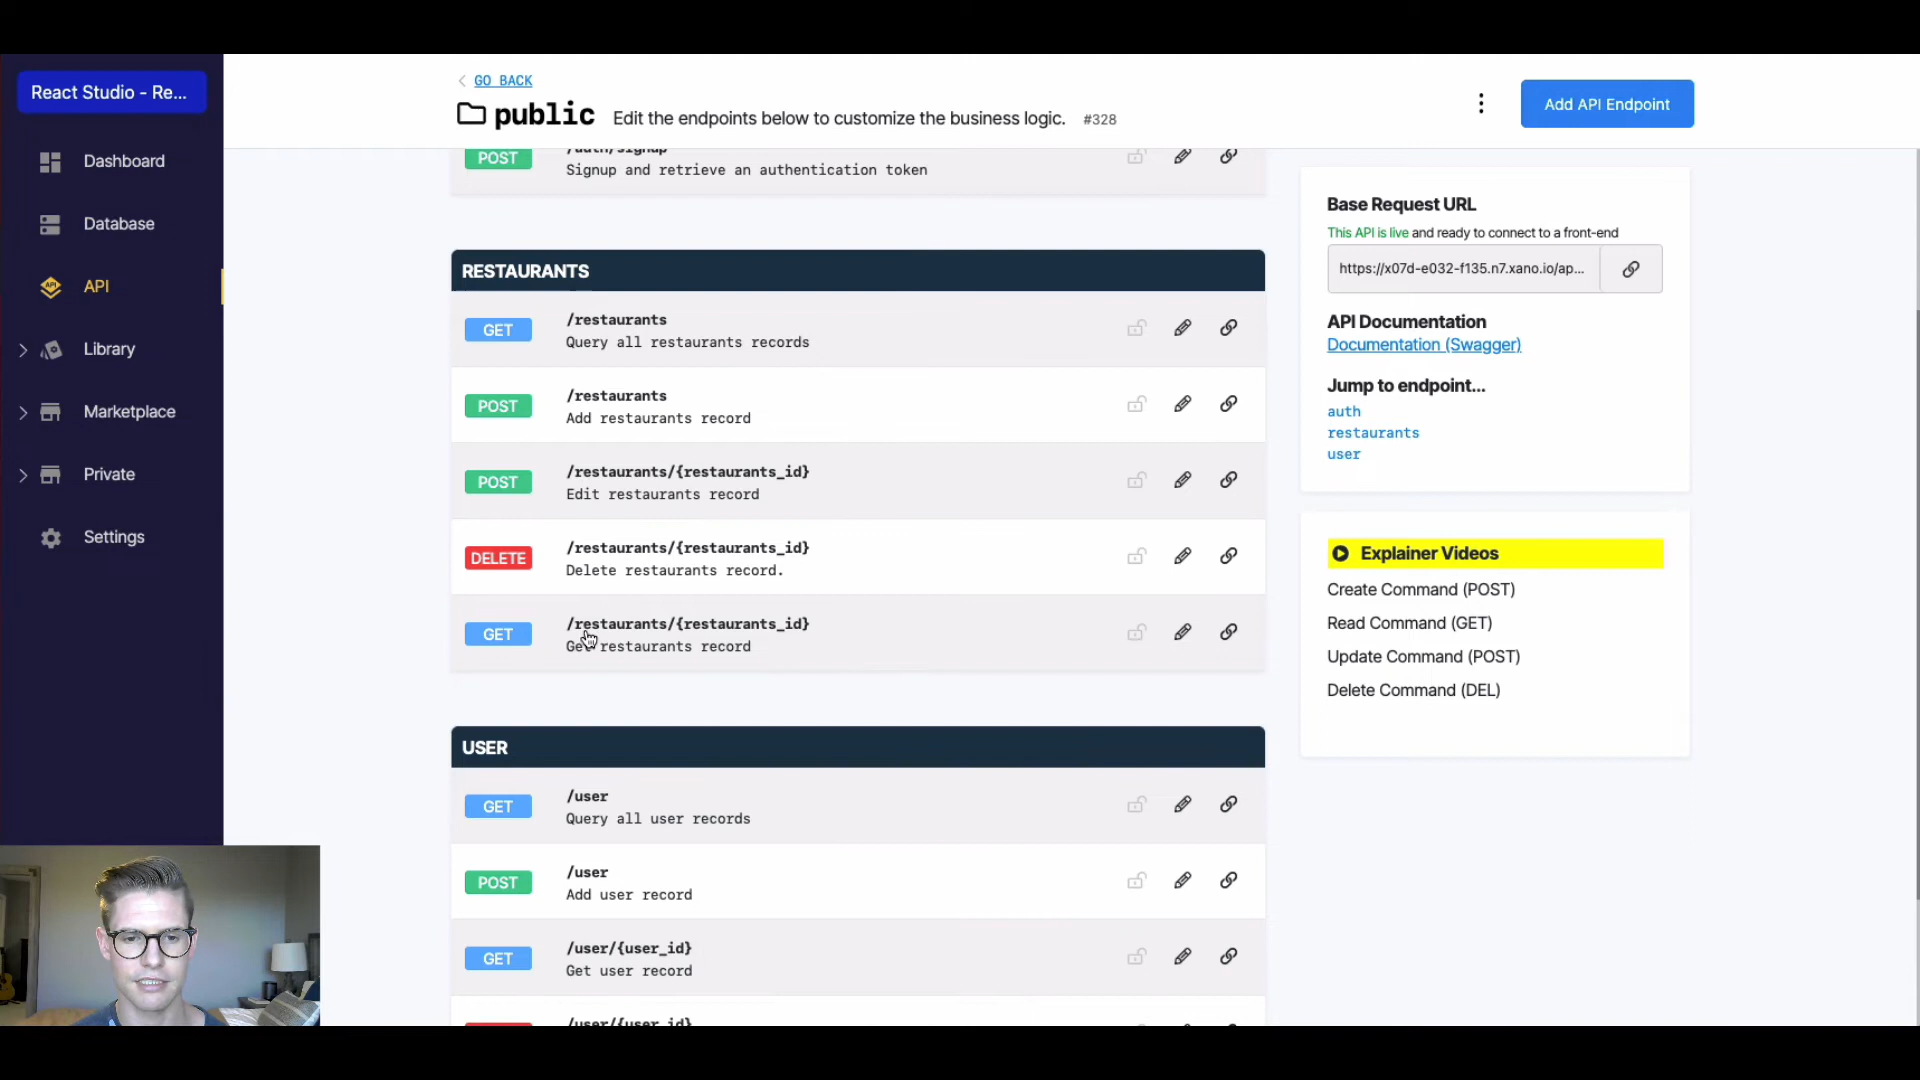 React Studio - Re...
Dashboard
Database
API
Library
Marketplace
Private
Settings
GO BACK
public Edit the endpoints below to customize the business logic. #328
Add API Endpoint
POST /auth/signup
Signup and retrieve an authentication token
RESTAURANTS
GET /restaurants
Query all restaurants records
POST /restaurants
Add restaurants record
POST /restaurants/{restaurants_id}
Edit restaurants record
DELETE /restaurants/{restaurants_id}
Delete restaurants record.
GET /restaurants/{restaurants_id}
Get restaurants record
USER
GET /user
Query all user records
POST /user
Add user record
GET /user/{user_id}
Get user record
/user/{user_id}
Base Request URL
This API is live and ready to connect to a front-end
https://x07d-e032-f135.n7.xano.io/ap...
API Documentation
Documentation (Swagger)
Jump to endpoint...
auth
restaurants
user
Explainer Videos
Create Command (POST)
Read Command (GET)
Update Command (POST)
Delete Command (DEL)